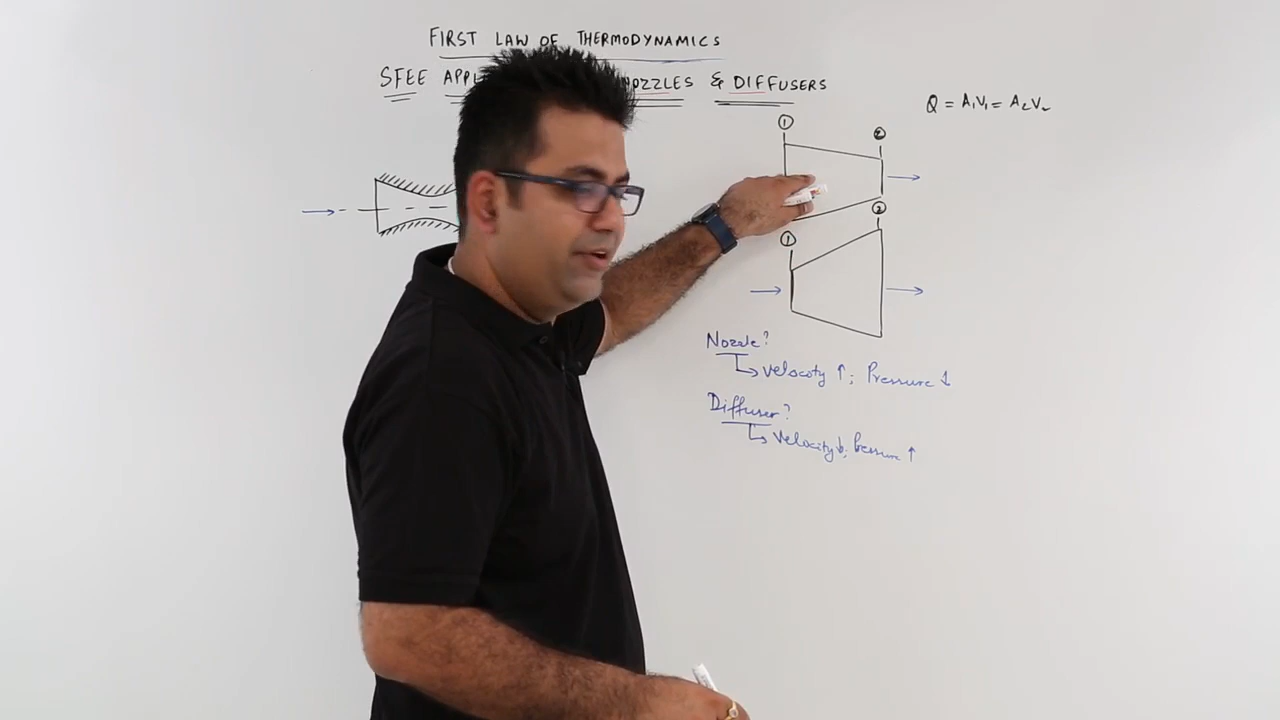 FIRST LAW OF THERMODYNAMICS
SFEE NOZZLES & DIFFUSERS
Q = A₁V₁ = A₂V₂
① ②
① ②
Nozzle?
↳ velocity ↑; Pressure ↓
Diffuser?
↳ velocity ↓; Pressure ↑